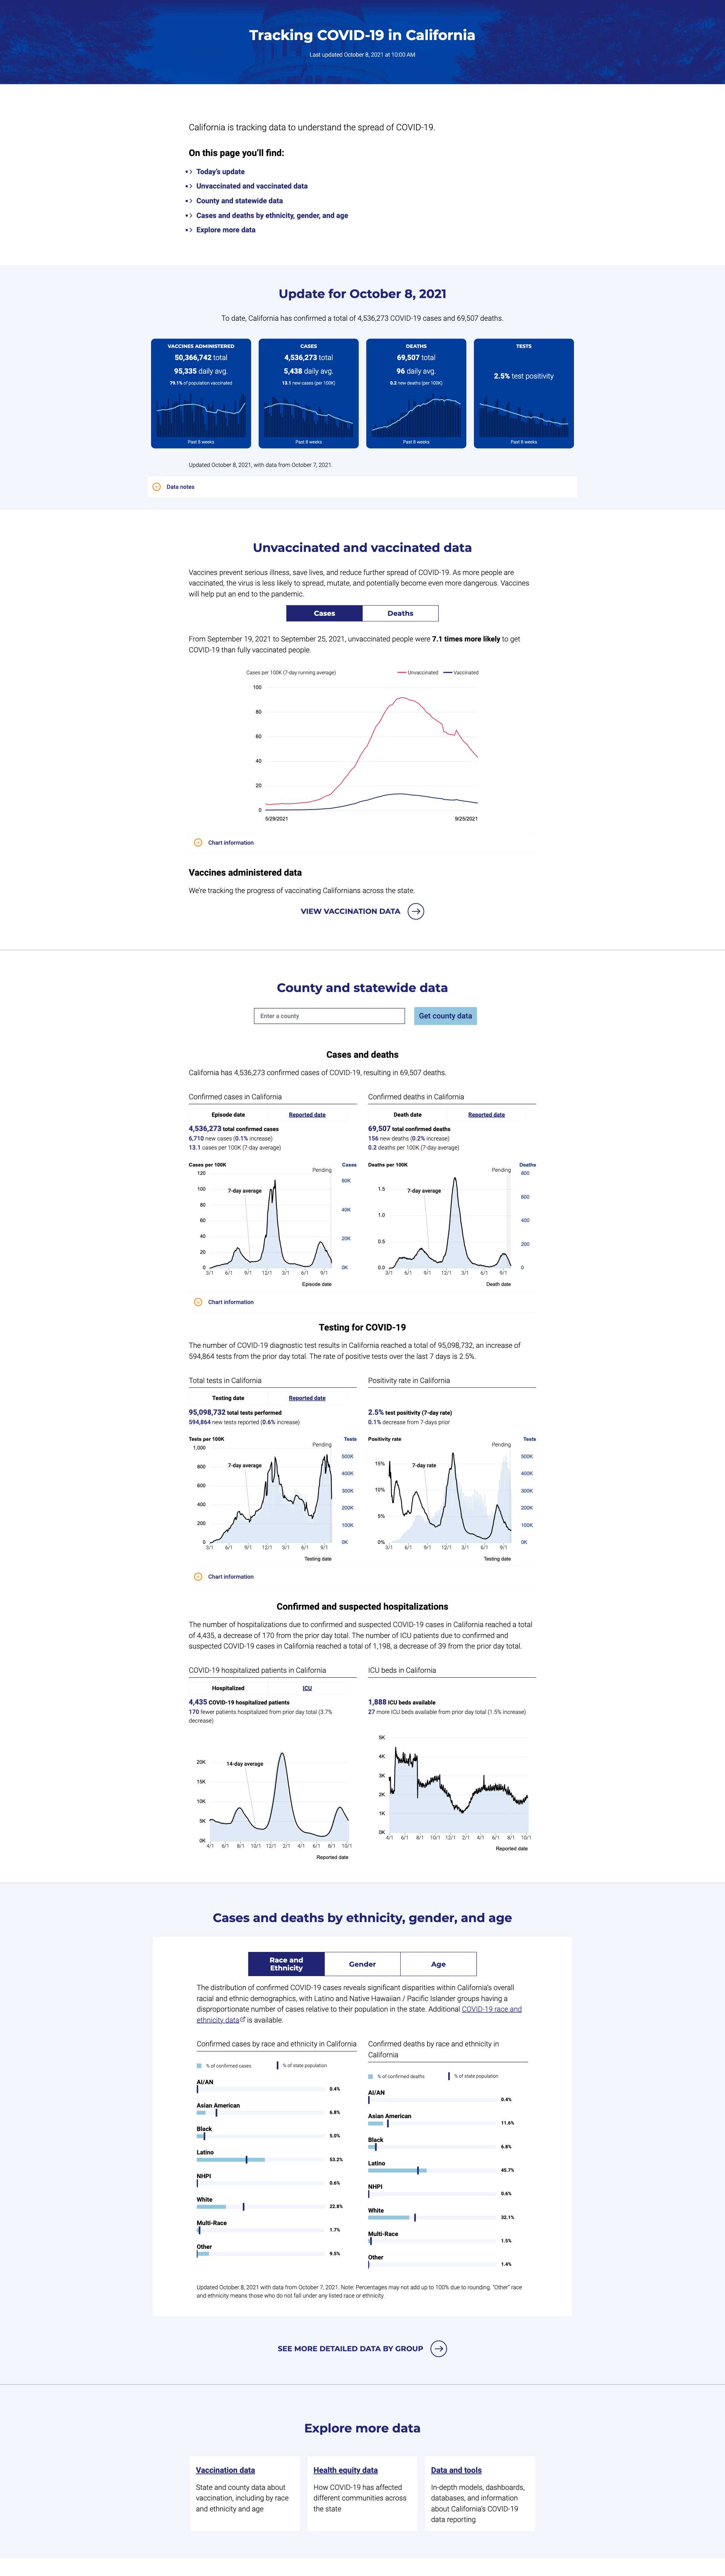 Tracking COVID-19 in California
Last updated October 8, 2021 at 10:00 AM
California is tracking data to understand the spread of COVID-19.
On this page you'll find:
Today's update
Unvaccinated and vaccinated data
County and statewide data
Cases and deaths by ethnicity, gender, and age
Explore more data
Update for October 8, 2021
To date, California has confirmed a total of 4,536,273 COVID-19 cases and 69,507 deaths.
VACCINES ADMINISTERED
50,366,742 total
95,335 daily avg.
79.1% of population vaccinated
Past 8 weeks
CASES
4,536,273 total
5,438 daily avg.
13.1 new cases (per 100K)
Past 8 weeks
DEATHS
69,507 total
96 daily avg.
0.2 new deaths (per 100K)
Past 8 weeks
TESTS
2.5% test positivity
Past 8 weeks
Updated October 8, 2021, with data from October 7, 2021.
Data notes
Unvaccinated and vaccinated data
Vaccines prevent serious illness, save lives, and reduce further spread of COVID-19. As more people are
vaccinated, the virus is less likely to spread, mutate, and potentially become even more dangerous. Vaccines
will help put an end to the pandemic.
Cases
Deaths
From September 19, 2021 to September 25, 2021, unvaccinated people were 7.1 times more likely to get
COVID-19 than fully vaccinated people.
Cases per 100K (7-day running average)
Unvaccinated
Vaccinated
100
80
60
40
20
0
5/29/2021
9/25/2021
Chart information
Vaccines administered data
We're tracking the progress of vaccinating Californians across the state.
VIEW VACCINATION DATA
County and statewide data
Enter a county
Get county data
Cases and deaths
California has 4,536,273 confirmed cases of COVID-19, resulting in 69,507 deaths.
Confirmed cases in California
Episode date
Reported date
4,536,273 total confirmed cases
6,710 new cases (0.1% increase)
13.1 cases per 100K (7-day average)
Cases per 100K
Cases
Pending
7-day average
120
100
80
60
40
20
0
60K
40K
20K
0K
3/1 6/1 9/1 12/1 3/1 6/1 9/1
Episode date
Confirmed deaths in California
Death date
Reported date
69,507 total confirmed deaths
156 new deaths (0.2% increase)
0.2 deaths per 100K (7-day average)
Deaths per 100K
Deaths
Pending
7-day average
1.5
1.0
0.5
0.0
800
600
400
200
0
3/1 6/1 9/1 12/1 3/1 6/1 9/1
Death date
Chart information
Testing for COVID-19
The number of COVID-19 diagnostic test results in California reached a total of 95,098,732, an increase of
594,864 tests from the prior day total. The rate of positive tests over the last 7 days is 2.5%.
Total tests in California
Testing date
Reported date
95,098,732 total tests performed
594,864 new tests reported (0.6% increase)
Tests per 100K
Tests
Pending
7-day average
1,000
800
600
400
200
0
500K
400K
300K
200K
100K
0K
3/1 6/1 9/1 12/1 3/1 6/1 9/1
Testing date
Positivity rate in California
2.5% test positivity (7-day rate)
0.1% decrease from 7-days prior
Positivity rate
Tests
Pending
7-day rate
15%
10%
5%
0%
500K
400K
300K
200K
100K
0K
3/1 6/1 9/1 12/1 3/1 6/1 9/1
Testing date
Chart information
Confirmed and suspected hospitalizations
The number of hospitalizations due to confirmed and suspected COVID-19 cases in California reached a total
of 4,435, a decrease of 170 from the prior day total. The number of ICU patients due to confirmed and
suspected COVID-19 cases in California reached a total of 1,198, a decrease of 39 from the prior day total.
COVID-19 hospitalized patients in California
Hospitalized
ICU
4,435 COVID-19 hospitalized patients
170 fewer patients hospitalized from prior day total (3.7%
decrease)
14-day average
20K
15K
10K
5K
0K
4/1 6/1 8/1 10/1 12/1 2/1 4/1 6/1 8/1 10/1
Reported date
ICU beds in California
1,888 ICU beds available
27 more ICU beds available from prior day total (1.5% increase)
5K
4K
3K
2K
1K
0K
4/1 6/1 8/1 10/1 12/1 2/1 4/1 6/1 8/1 10/1
Reported date
Cases and deaths by ethnicity, gender, and age
Race and
Ethnicity
Gender
Age
The distribution of confirmed COVID-19 cases reveals significant disparities within California's overall
racial and ethnic demographics, with Latino and Native Hawaiian / Pacific Islander groups having a
disproportionate number of cases relative to their population in the state. Additional COVID-19 race and
ethnicity data is available.
Confirmed cases by race and ethnicity in California
% of confirmed cases
% of state population
AI/AN
0.4%
Asian American
6.8%
Black
5.0%
Latino
53.2%
NHPI
0.6%
White
22.8%
Multi-Race
1.7%
Other
9.5%
Confirmed deaths by race and ethnicity in
California
% of confirmed deaths
% of state population
AI/AN
0.4%
Asian American
11.6%
Black
6.8%
Latino
45.7%
NHPI
0.6%
White
32.1%
Multi-Race
1.5%
Other
1.4%
Updated October 8, 2021 with data from October 7, 2021. Note: Percentages may not add up to 100% due to rounding. "Other" race
and ethnicity means those who do not fall under any listed race or ethnicity.
SEE MORE DETAILED DATA BY GROUP
Explore more data
Vaccination data
State and county data about
vaccination, including by race
and ethnicity and age
Health equity data
How COVID-19 has affected
different communities across
the state
Data and tools
In-depth models, dashboards,
databases, and information
about California's COVID-19
data reporting